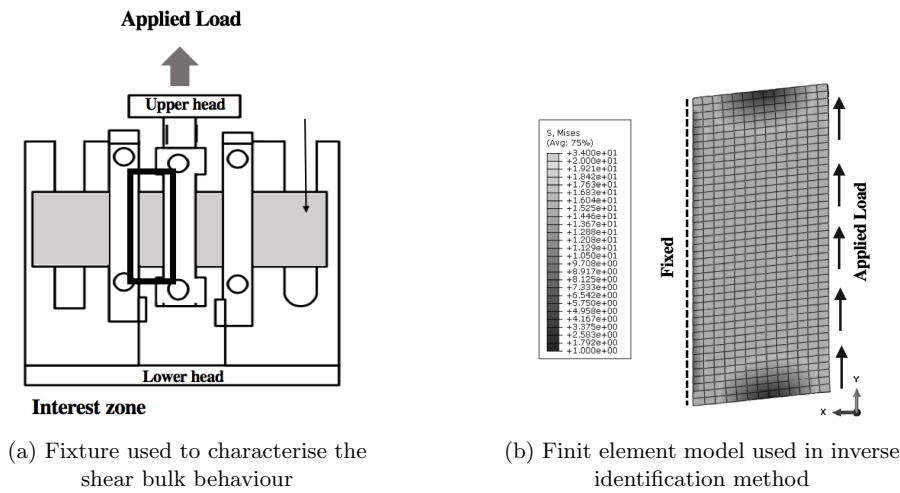 Applied Load
Upper head
Lower head
Interest zone
(a) Fixture used to characterise the
shear bulk behaviour
S, Mises
(Avg: 75%)
+3.400e+01
+2.000e+01
+1.921e+01
+1.842e+01
+1.763e+01
+1.683e+01
+1.604e+01
+1.525e+01
+1.446e+01
+1.367e+01
+1.288e+01
+1.208e+01
+1.129e+01
+1.050e+01
+9.708e+00
+8.917e+00
+8.125e+00
+7.333e+00
+6.542e+00
+5.750e+00
+4.958e+00
+4.167e+00
+3.375e+00
+2.583e+00
+1.792e+00
+1.000e+00
Fixed
Applied Load
Y
X
(b) Finit element model used in inverse
identification method